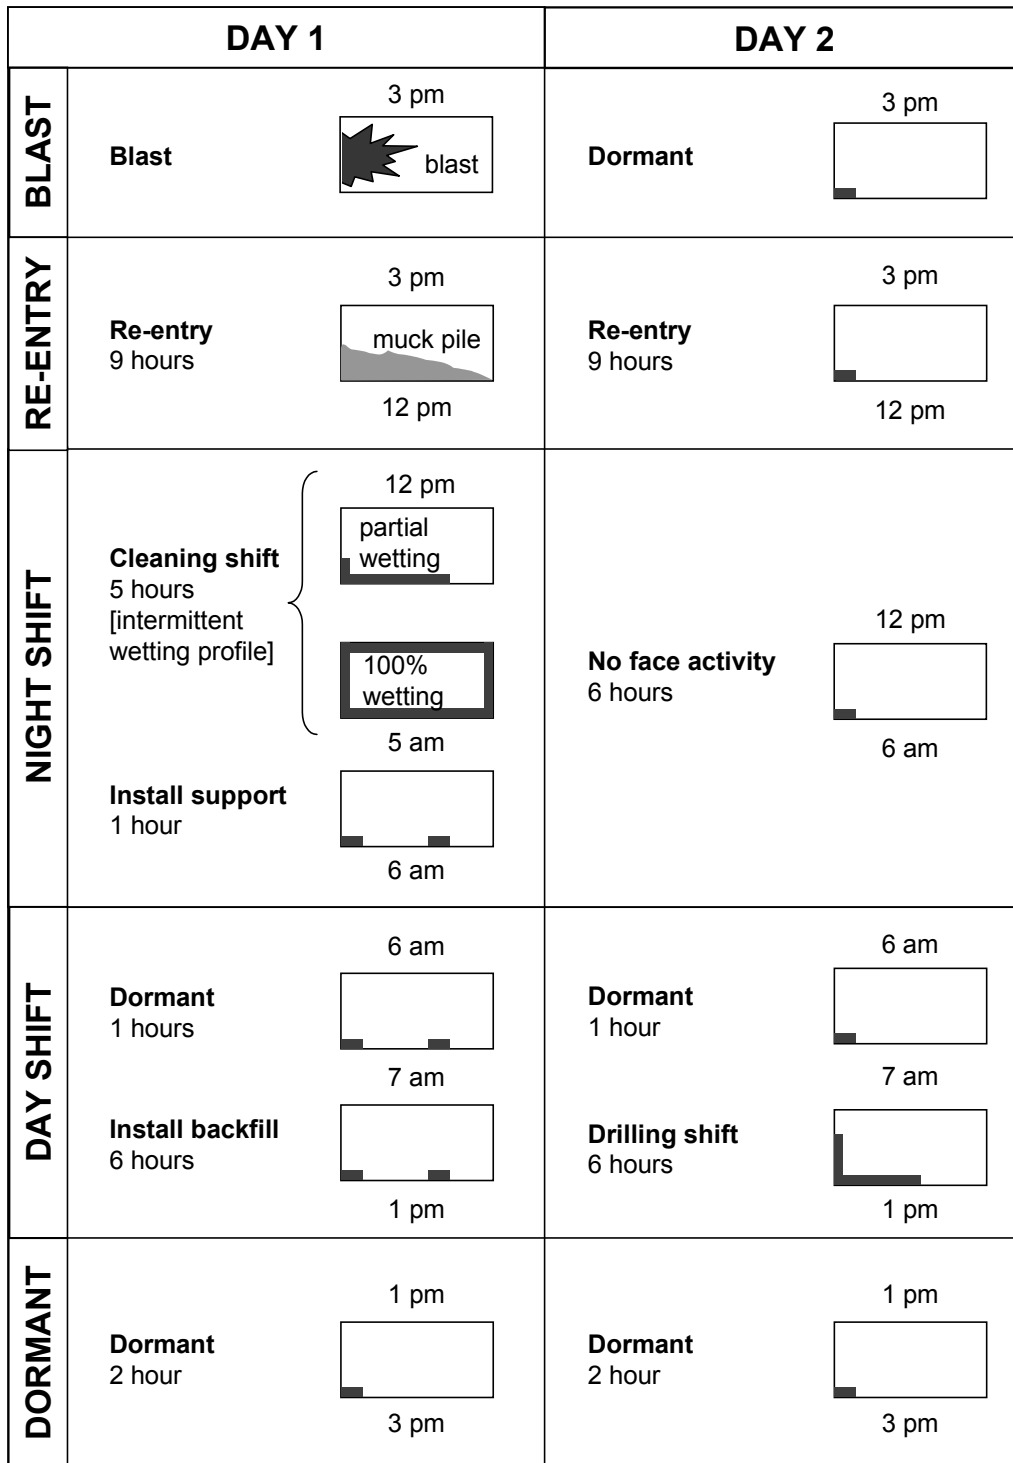 DAY 1
DAY 2
BLAST
Blast
3 pm
blast
Dormant
3 pm
RE-ENTRY
Re-entry
9 hours
3 pm
muck pile
12 pm
Re-entry
9 hours
3 pm
12 pm
NIGHT SHIFT
Cleaning shift
5 hours
[intermittent
wetting profile]
12 pm
partial
wetting
100%
wetting
5 am
Install support
1 hour
6 am
No face activity
6 hours
12 pm
6 am
DAY SHIFT
Dormant
1 hours
6 am
7 am
Install backfill
6 hours
1 pm
Dormant
1 hour
6 am
7 am
Drilling shift
6 hours
1 pm
DORMANT
Dormant
2 hour
1 pm
3 pm
Dormant
2 hour
1 pm
3 pm